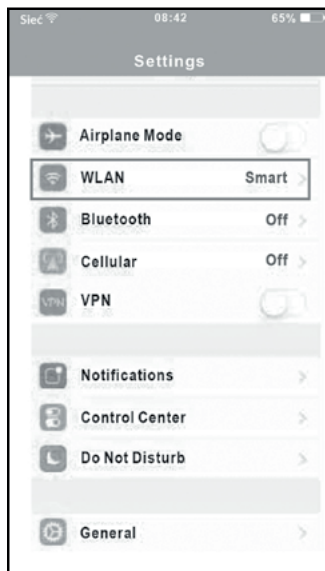 Sieć 08:42 65%
Settings
Airplane Mode
WLAN Smart
Bluetooth Off
Cellular Off
VPN VPN
Notifications
Control Center
Do Not Disturb
General